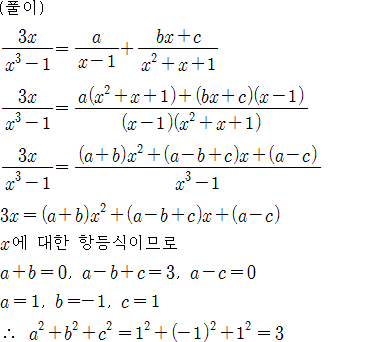 (풀이)
3x/(x³−1) = a/(x−1) + (bx+c)/(x²+x+1)
3x/(x³−1) = (a(x²+x+1)+(bx+c)(x−1))/((x−1)(x²+x+1))
3x/(x³−1) = ((a+b)x²+(a−b+c)x+(a−c))/(x³−1)
3x=(a+b)x²+(a−b+c)x+(a−c)
x에 대한 항등식이므로
a+b=0, a−b+c=3, a−c=0
a=1, b=−1, c=1
∴ a²+b²+c²=1²+(−1)²+1²=3